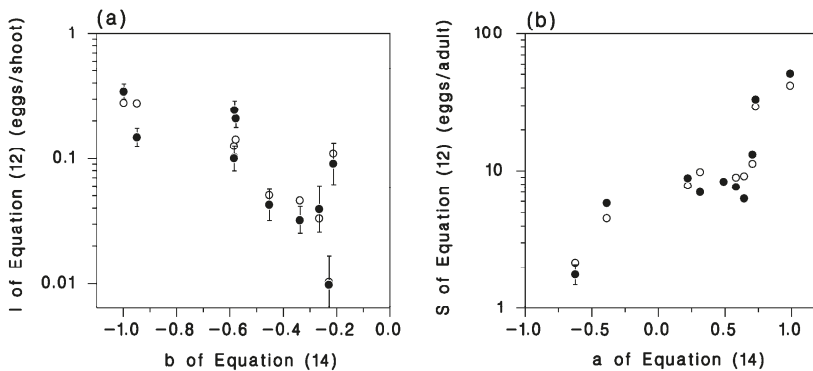 (a)
I of Equation (12) (eggs/shoot)
1
0.1
0.01
-1.0 -0.8 -0.6 -0.4 -0.2 0.0
b of Equation (14)
(b)
S of Equation (12) (eggs/adult)
100
10
1
-1.0 -0.5 0.0 0.5 1.0
a of Equation (14)